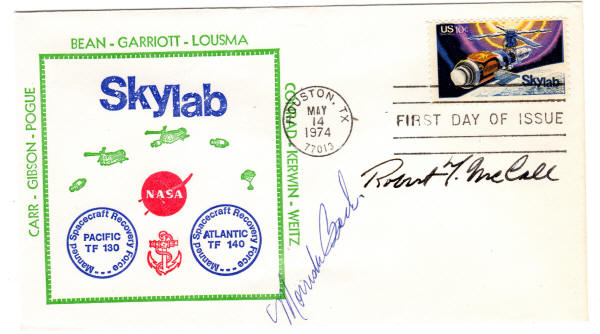 BEAN - GARRIOTT - LOUSMA
CARR - GIBSON - POGUE
CONRAD - KERWIN - WEITZ
Skylab
NASA
Manned Spacecraft Recovery Force
PACIFIC
TF 130
Manned Spacecraft Recovery Force
ATLANTIC
TF 140
HOUSTON, TX
MAY
14
1974
77013
US 10c
Skylab
FIRST DAY OF ISSUE
Robert T. McCall